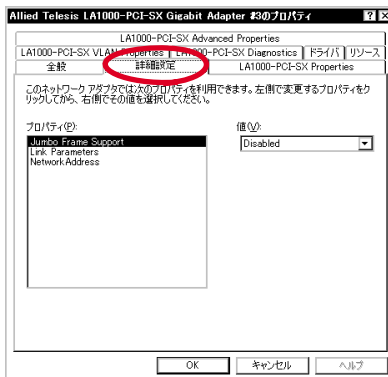 Allied Telesis LA1000-PCI-SX Gigabit Adapter #3のプロパティ
LA1000-PCI-SX Advanced Properties
LA1000-PCI-SX VLAN Properties
LA1000-PCI-SX Diagnostics
ドライバ
リソース
全般
詳細設定
LA1000-PCI-SX Properties
このネットワーク アダプタでは次のプロパティを利用できます。左側で変更するプロパティをク
リックしてから、右側でその値を選択してください。
プロパティ(P):
値(V):
Jumbo Frame Support
Disabled
Link Parameters
NetworkAddress
OK
キャンセル
ヘルプ